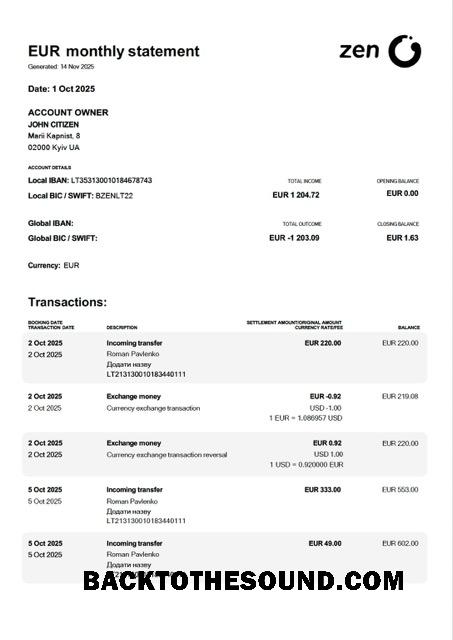 EUR monthly statement
zen
Generated: 14 Nov 2025
Date: 1 Oct 2025
ACCOUNT OWNER
JOHN CITIZEN
Marii Kapnist, 8
02000 Kyiv UA
ACCOUNT DETAILS
Local IBAN: LT353130010184678743
TOTAL INCOME
OPENING BALANCE
Local BIC / SWIFT: BZENLT22
EUR 1 204.72
EUR 0.00
Global IBAN:
TOTAL OUTCOME
CLOSING BALANCE
Global BIC / SWIFT:
EUR -1 203.09
EUR 1.63
Currency: EUR
Transactions:
BOOKING DATE
TRANSACTION DATE
DESCRIPTION
SETTLEMENT AMOUNT/ORIGINAL AMOUNT
CURRENCY RATE/FEE
BALANCE
2 Oct 2025 Incoming transfer EUR 220.00 EUR 220.00
2 Oct 2025 Roman Pavlenko
Додати назву
LT213130010183440111
2 Oct 2025 Exchange money EUR -0.92 EUR 219.08
2 Oct 2025 Currency exchange transaction USD -1.00
1 EUR = 1.086957 USD
2 Oct 2025 Exchange money EUR 0.92 EUR 220.00
2 Oct 2025 Currency exchange transaction reversal USD 1.00
1 USD = 0.920000 EUR
5 Oct 2025 Incoming transfer EUR 333.00 EUR 553.00
5 Oct 2025 Roman Pavlenko
Додати назву
LT213130010183440111
5 Oct 2025 Incoming transfer EUR 49.00 EUR 602.00
5 Oct 2025 Roman Pavlenko
Додати назву
BACKTOTHESOUND.COM